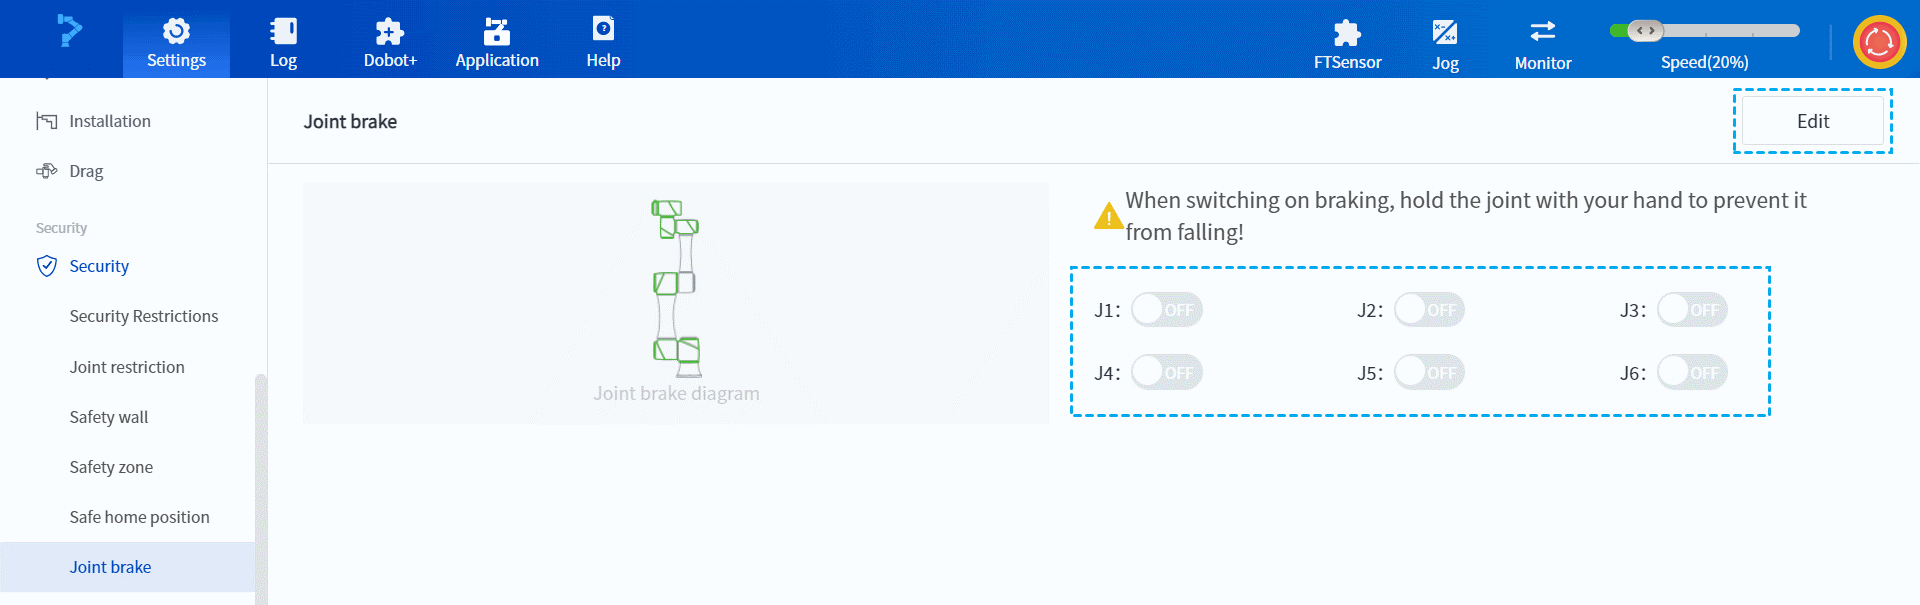 Settings
Log
Dobot+
Application
Help
FTSensor
Jog
Monitor
Speed(20%)
Installation
Drag
Security
Security
Security Restrictions
Joint restriction
Safety wall
Safety zone
Safe home position
Joint brake
Joint brake
Edit
Joint brake diagram
When switching on braking, hold the joint with your hand to prevent it
from falling!
J1: OFF J2: OFF J3: OFF
J4: OFF J5: OFF J6: OFF